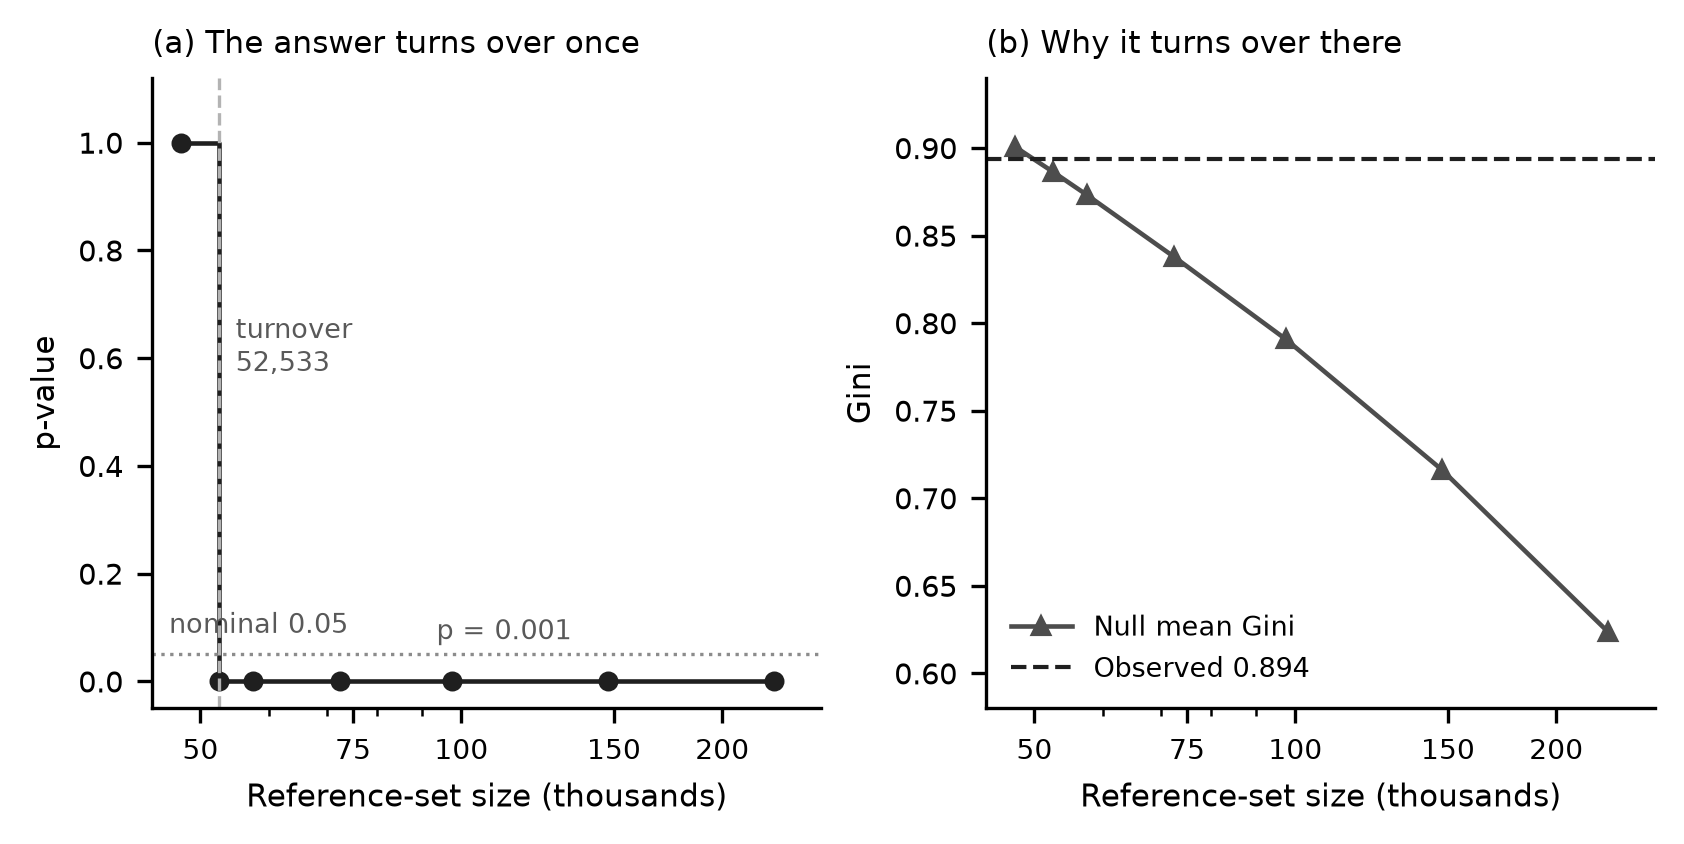 (a) The answer turns over once
p-value
1.0
0.8
0.6
0.4
0.2
0.0
turnover
52,533
nominal 0.05
p = 0.001
50
75
100
150
200
Reference-set size (thousands)
(b) Why it turns over there
Gini
0.90
0.85
0.80
0.75
0.70
0.65
0.60
Null mean Gini
Observed 0.894
50
75
100
150
200
Reference-set size (thousands)